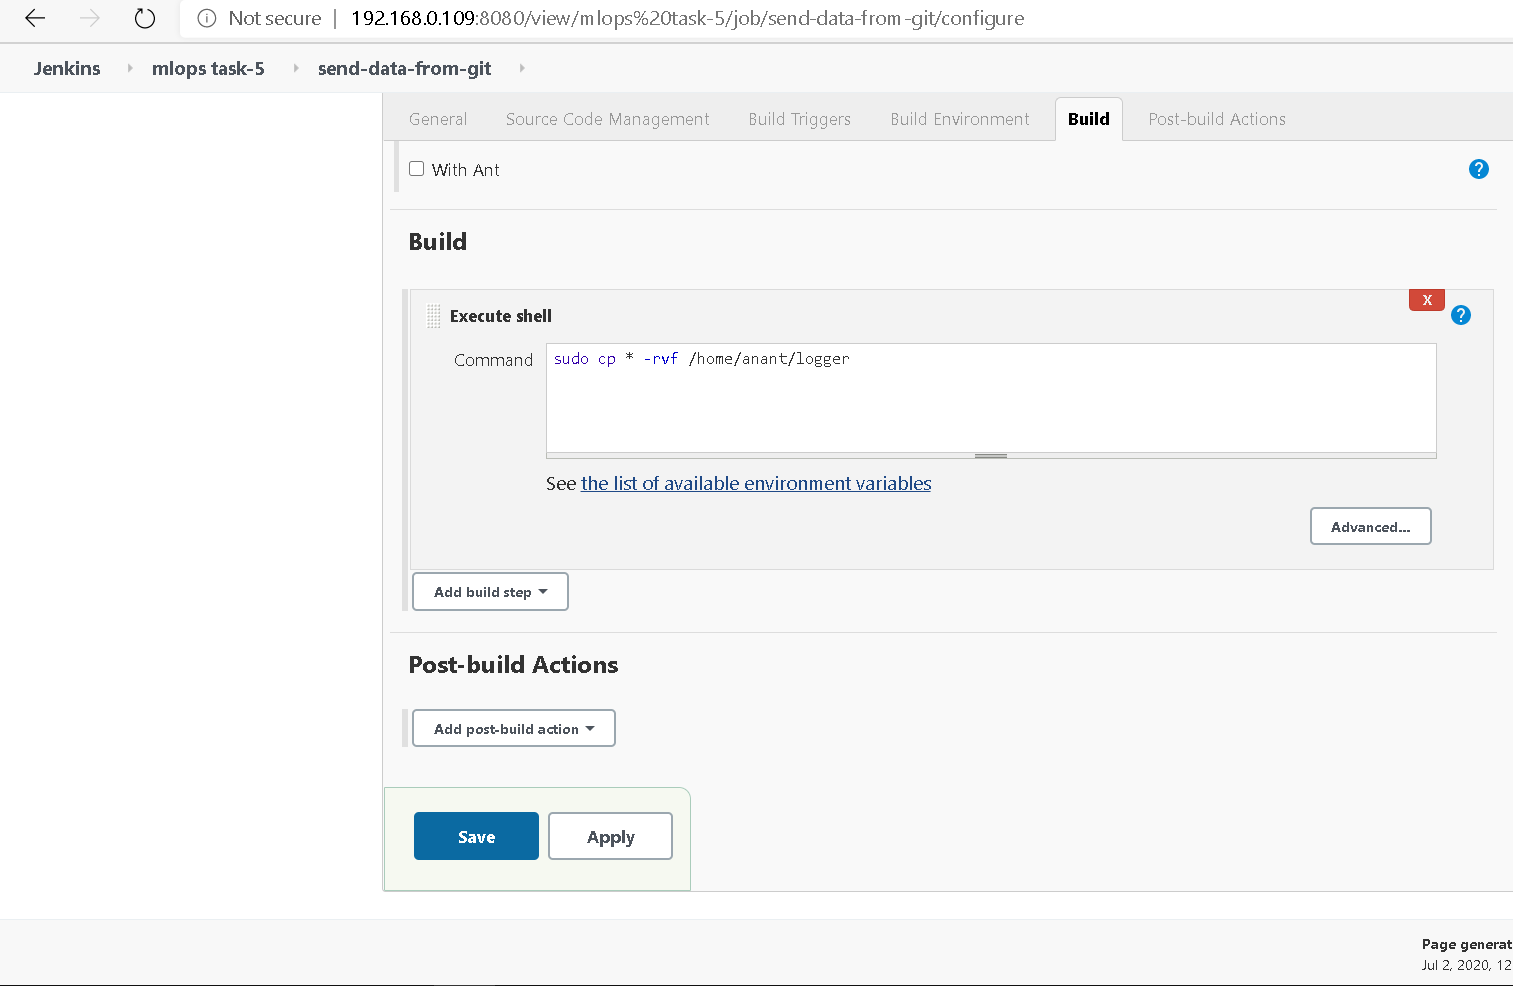 Not secure | 192.168.0.109:8080/view/mlops%20task-5/job/send-data-from-git/configure
Jenkins mlops task-5 send-data-from-git
General Source Code Management Build Triggers Build Environment Build Post-build Actions
With Ant ?
Build
X
Execute shell ?
Command sudo cp * -rvf /home/anant/logger
See the list of available environment variables
Advanced...
Add build step
Post-build Actions
Add post-build action
Save Apply
Page generat
Jul 2, 2020, 12